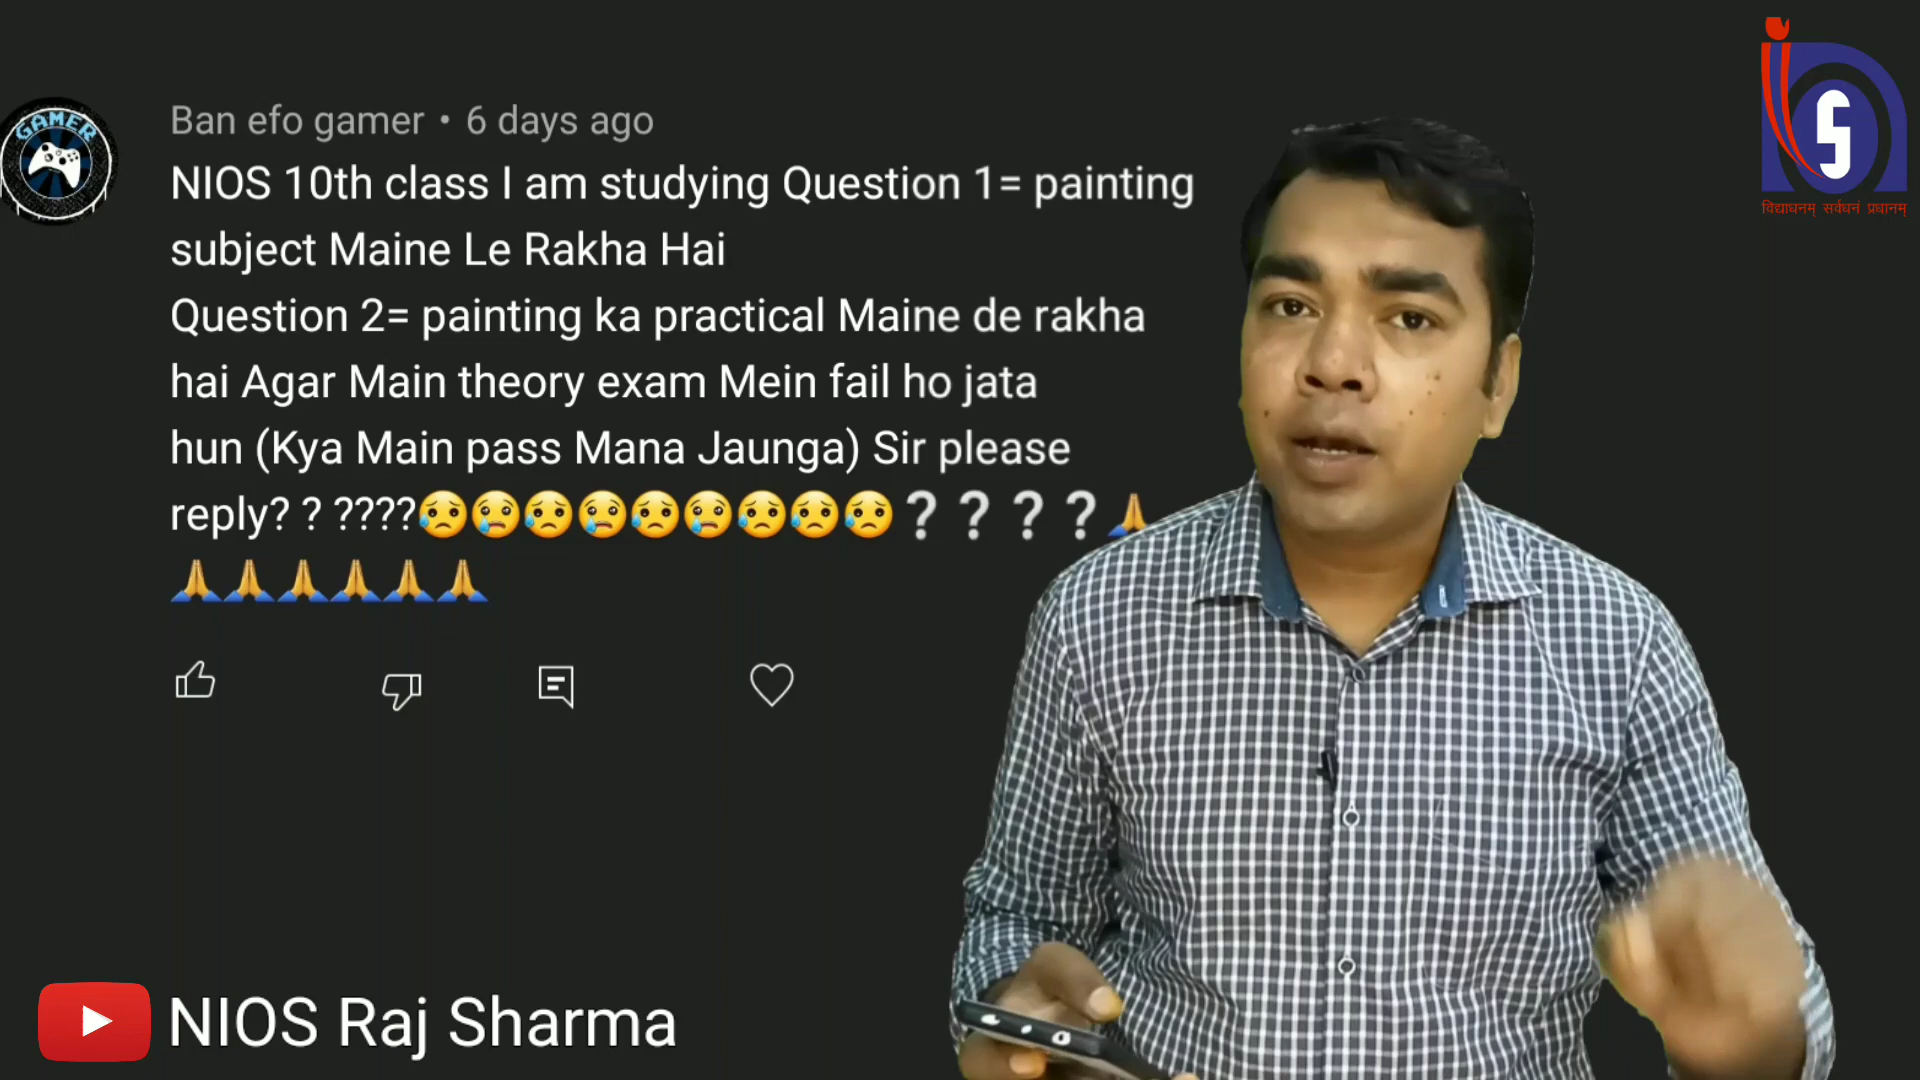 GAMER
Ban efo gamer • 6 days ago
NIOS 10th class I am studying Question 1= painting
subject Maine Le Rakha Hai
Question 2= painting ka practical Maine de rakha
hai Agar Main theory exam Mein fail ho jata
hun (Kya Main pass Mana Jaunga) Sir please
reply? ? ????😥😢😥😢😥😢😥😥😥❔❔❔❔🙏
🙏🙏🙏🙏🙏🙏
विद्याधनम् सर्वधनं प्रधानम्
NIOS Raj Sharma